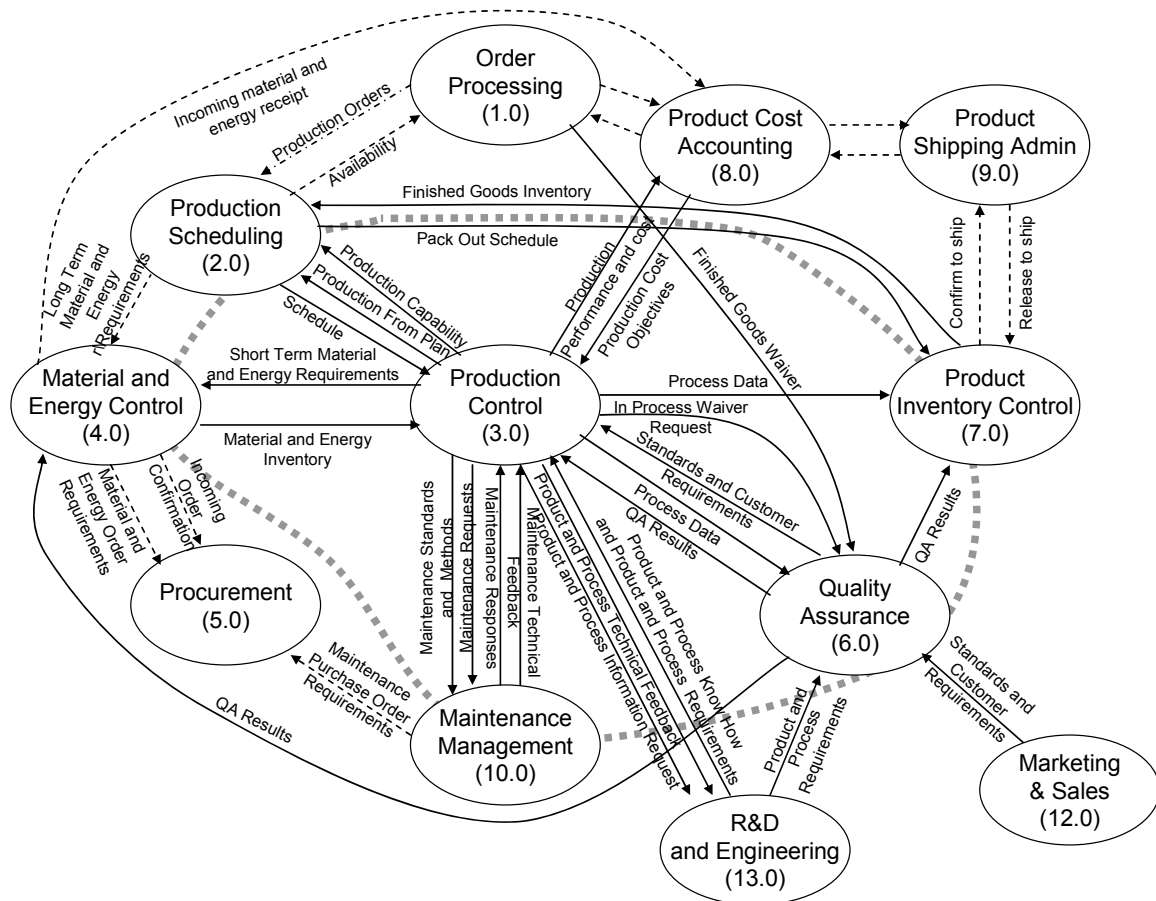 Order
Processing
(1.0)
Incoming material and
energy receipt
Production Orders
Availability
Product Cost
Accounting
(8.0)
Product
Shipping Admin
(9.0)
Production
Scheduling
(2.0)
Finished Goods Inventory
Pack Out Schedule
Long Term
Material and
Energy
nRequirements
Production Capability
Production From Plan
Schedule
Production
Performance and cost
Production Cost
Objectives
Finished Goods Waiver
Confirm to ship
Release to ship
Material and
Energy Control
(4.0)
Short Term Material
and Energy Requirements
Material and Energy
Inventory
Production
Control
(3.0)
Process Data
In Process Waiver
Request
Product
Inventory Control
(7.0)
Standards and Customer
Requirements
Process Data
QA Results
QA Results
Material and
Energy Order
Requirements
Incoming
Order
Confirmation
Procurement
(5.0)
Maintenance Standards
and Methods
Maintenance Requests
Maintenance Responses
Maintenance Technical
Feedback
Product and Process Technical Feedback
Product and Process Information Request
Product and Process Know How
and Product and Process Requirements
Quality
Assurance
(6.0)
Maintenance
Purchase Order
Requirements
QA Results
Maintenance
Management
(10.0)
Product and
Process
Requirements
Standards and
Customer
Requirements
Marketing
& Sales
(12.0)
R&D
and Engineering
(13.0)